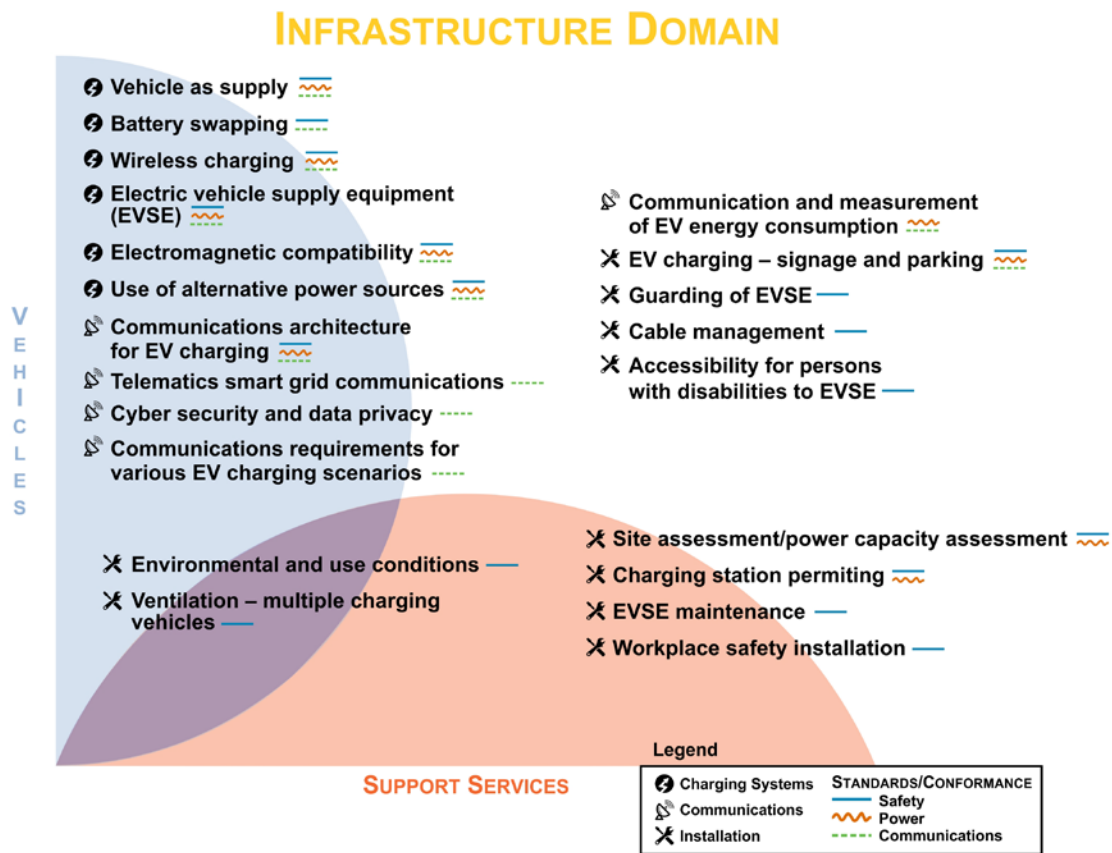 INFRASTRUCTURE DOMAIN
Vehicle as supply
Battery swapping
Wireless charging
Electric vehicle supply equipment
(EVSE)
Electromagnetic compatibility
Use of alternative power sources
Communications architecture
for EV charging
Telematics smart grid communications
Cyber security and data privacy
Communications requirements for
various EV charging scenarios
Communication and measurement
of EV energy consumption
EV charging – signage and parking
Guarding of EVSE
Cable management
Accessibility for persons
with disabilities to EVSE
VEHICLES
Environmental and use conditions
Ventilation – multiple charging
vehicles
Site assessment/power capacity assessment
Charging station permiting
EVSE maintenance
Workplace safety installation
SUPPORT SERVICES
Legend
Charging Systems
Communications
Installation
STANDARDS/CONFORMANCE
Safety
Power
Communications